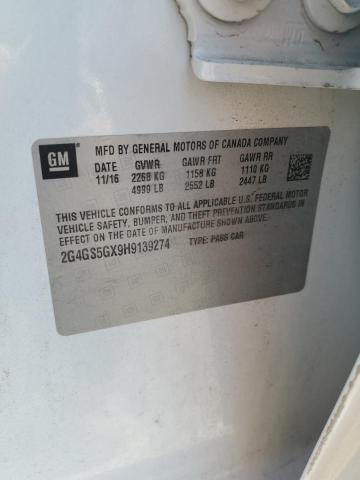 GM
MFD BY GENERAL MOTORS OF CANADA COMPANY
DATE GVWR GAWR FRT GAWR RR
11/16 2268 KG 1158 KG 1110 KG
4999 LB 2552 LB 2447 LB
THIS VEHICLE CONFORMS TO ALL APPLICABLE U.S. FEDERAL MOTOR
VEHICLE SAFETY, BUMPER, AND THEFT PREVENTION STANDARDS IN
EFFECT ON THE DATE OF MANUFACTURE SHOWN ABOVE.
2G4GS5GX9H9139274 TYPE: PASS CAR